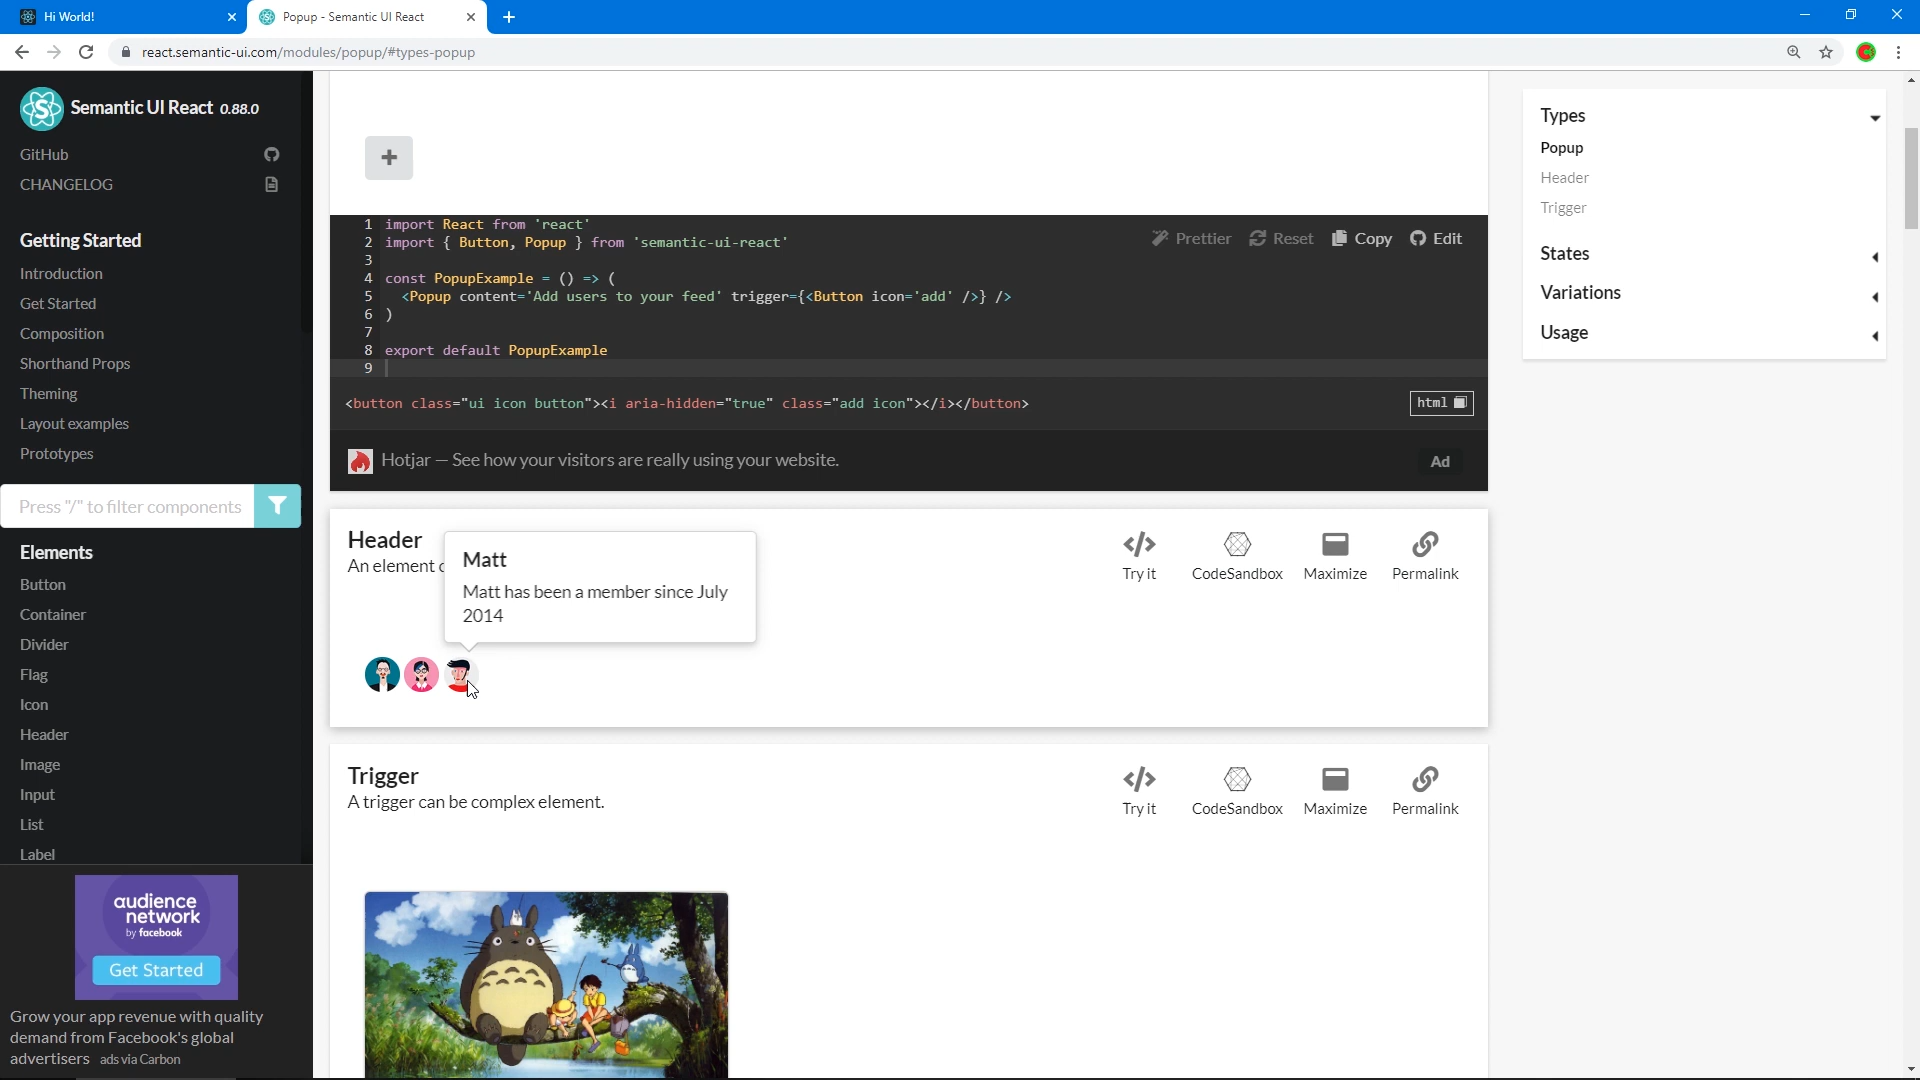 Hi World!
Popup - Semantic UI React
react.semantic-ui.com/modules/popup/#types-popup
Semantic UI React 0.88.0
GitHub
CHANGELOG
Getting Started
Introduction
Get Started
Composition
Shorthand Props
Theming
Layout examples
Prototypes
Press "/" to filter components
Elements
Button
Container
Divider
Flag
Icon
Header
Image
Input
List
Label
audience
network
by facebook
Get Started
Grow your app revenue with quality
demand from Facebook's global
advertisers ads via Carbon
1 import React from 'react'
2 import { Button, Popup } from 'semantic-ui-react'
3
4 const PopupExample = () => (
5 <Popup content='Add users to your feed' trigger={<Button icon='add' />} />
6 )
7
8 export default PopupExample
9
Prettier Reset Copy Edit
<button class="ui icon button"><i aria-hidden="true" class="add icon"></i></button>
html
Hotjar — See how your visitors are really using your website.
Ad
Header
An element
Matt
Matt has been a member since July
2014
Try it CodeSandbox Maximize Permalink
Trigger
A trigger can be complex element.
Try it CodeSandbox Maximize Permalink
Types
Popup
Header
Trigger
States
Variations
Usage